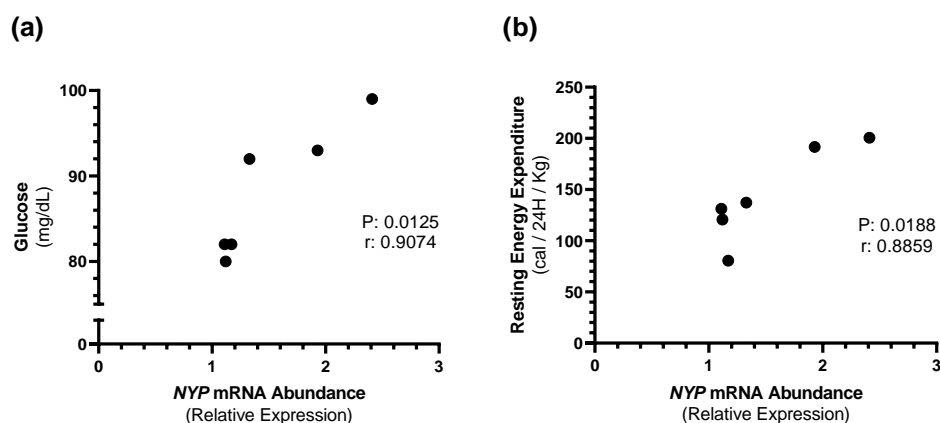 (a)
100
90
80
0
Glucose
(mg/dL)
P: 0.0125
r: 0.9074
0 1 2 3
NYP mRNA Abundance
(Relative Expression)
(b)
250
200
150
100
50
0
Resting Energy Expenditure
(cal / 24H / Kg)
P: 0.0188
r: 0.8859
0 1 2 3
NYP mRNA Abundance
(Relative Expression)